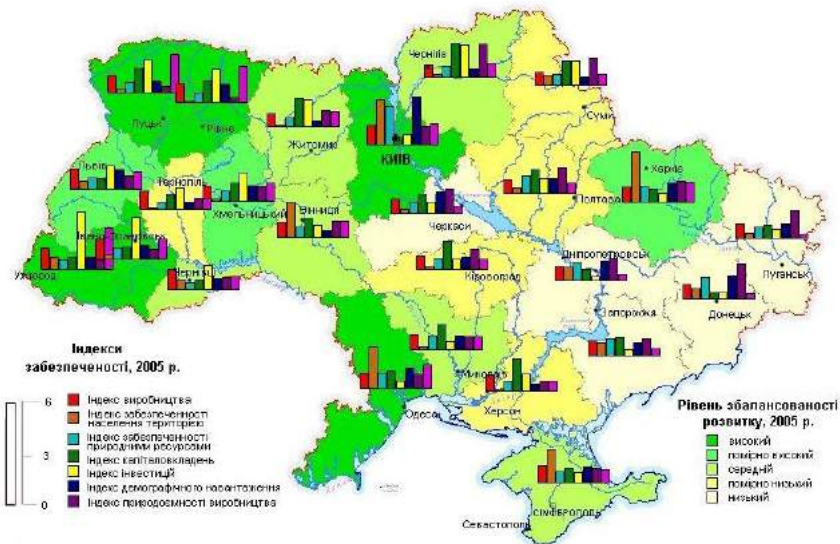 Чернігів
Суми
Луцьк
Рівне
Житомир
КИЇВ
Львів
Тернопіль
Хмельницький
Вінниця
Харків
Полтава
Черкаси
Ужгород
Кіровоград
Дніпропетровськ
Луганськ
Донецьк
Запоріжжя
Миколаїв
Одеса
Херсон
СІМФЕРОПОЛЬ
Севастополь
Індекси
забезпеченості, 2005 р.
6
3
0
Індекс виробництва
Індекс забезпеченності
населення територією
Індекс забезпеченості
природними ресурсами
Індекс капіталовкладень
Індекс інвестицій
Індекс демографічного навантаження
Індекс природоємності виробництва
Рівень збалансованості
розвитку, 2005 р.
високий
помірно високий
середній
помірно низький
низький